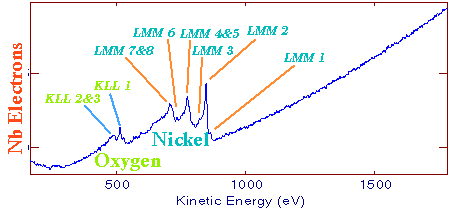 LMM 6
LMM 4&5
LMM 2
LMM 7&8
LMM 3
LMM 1
KLL 1
KLL 2&3
Nickel
Oxygen
Nb Electrons
500
1000
1500
Kinetic Energy (eV)